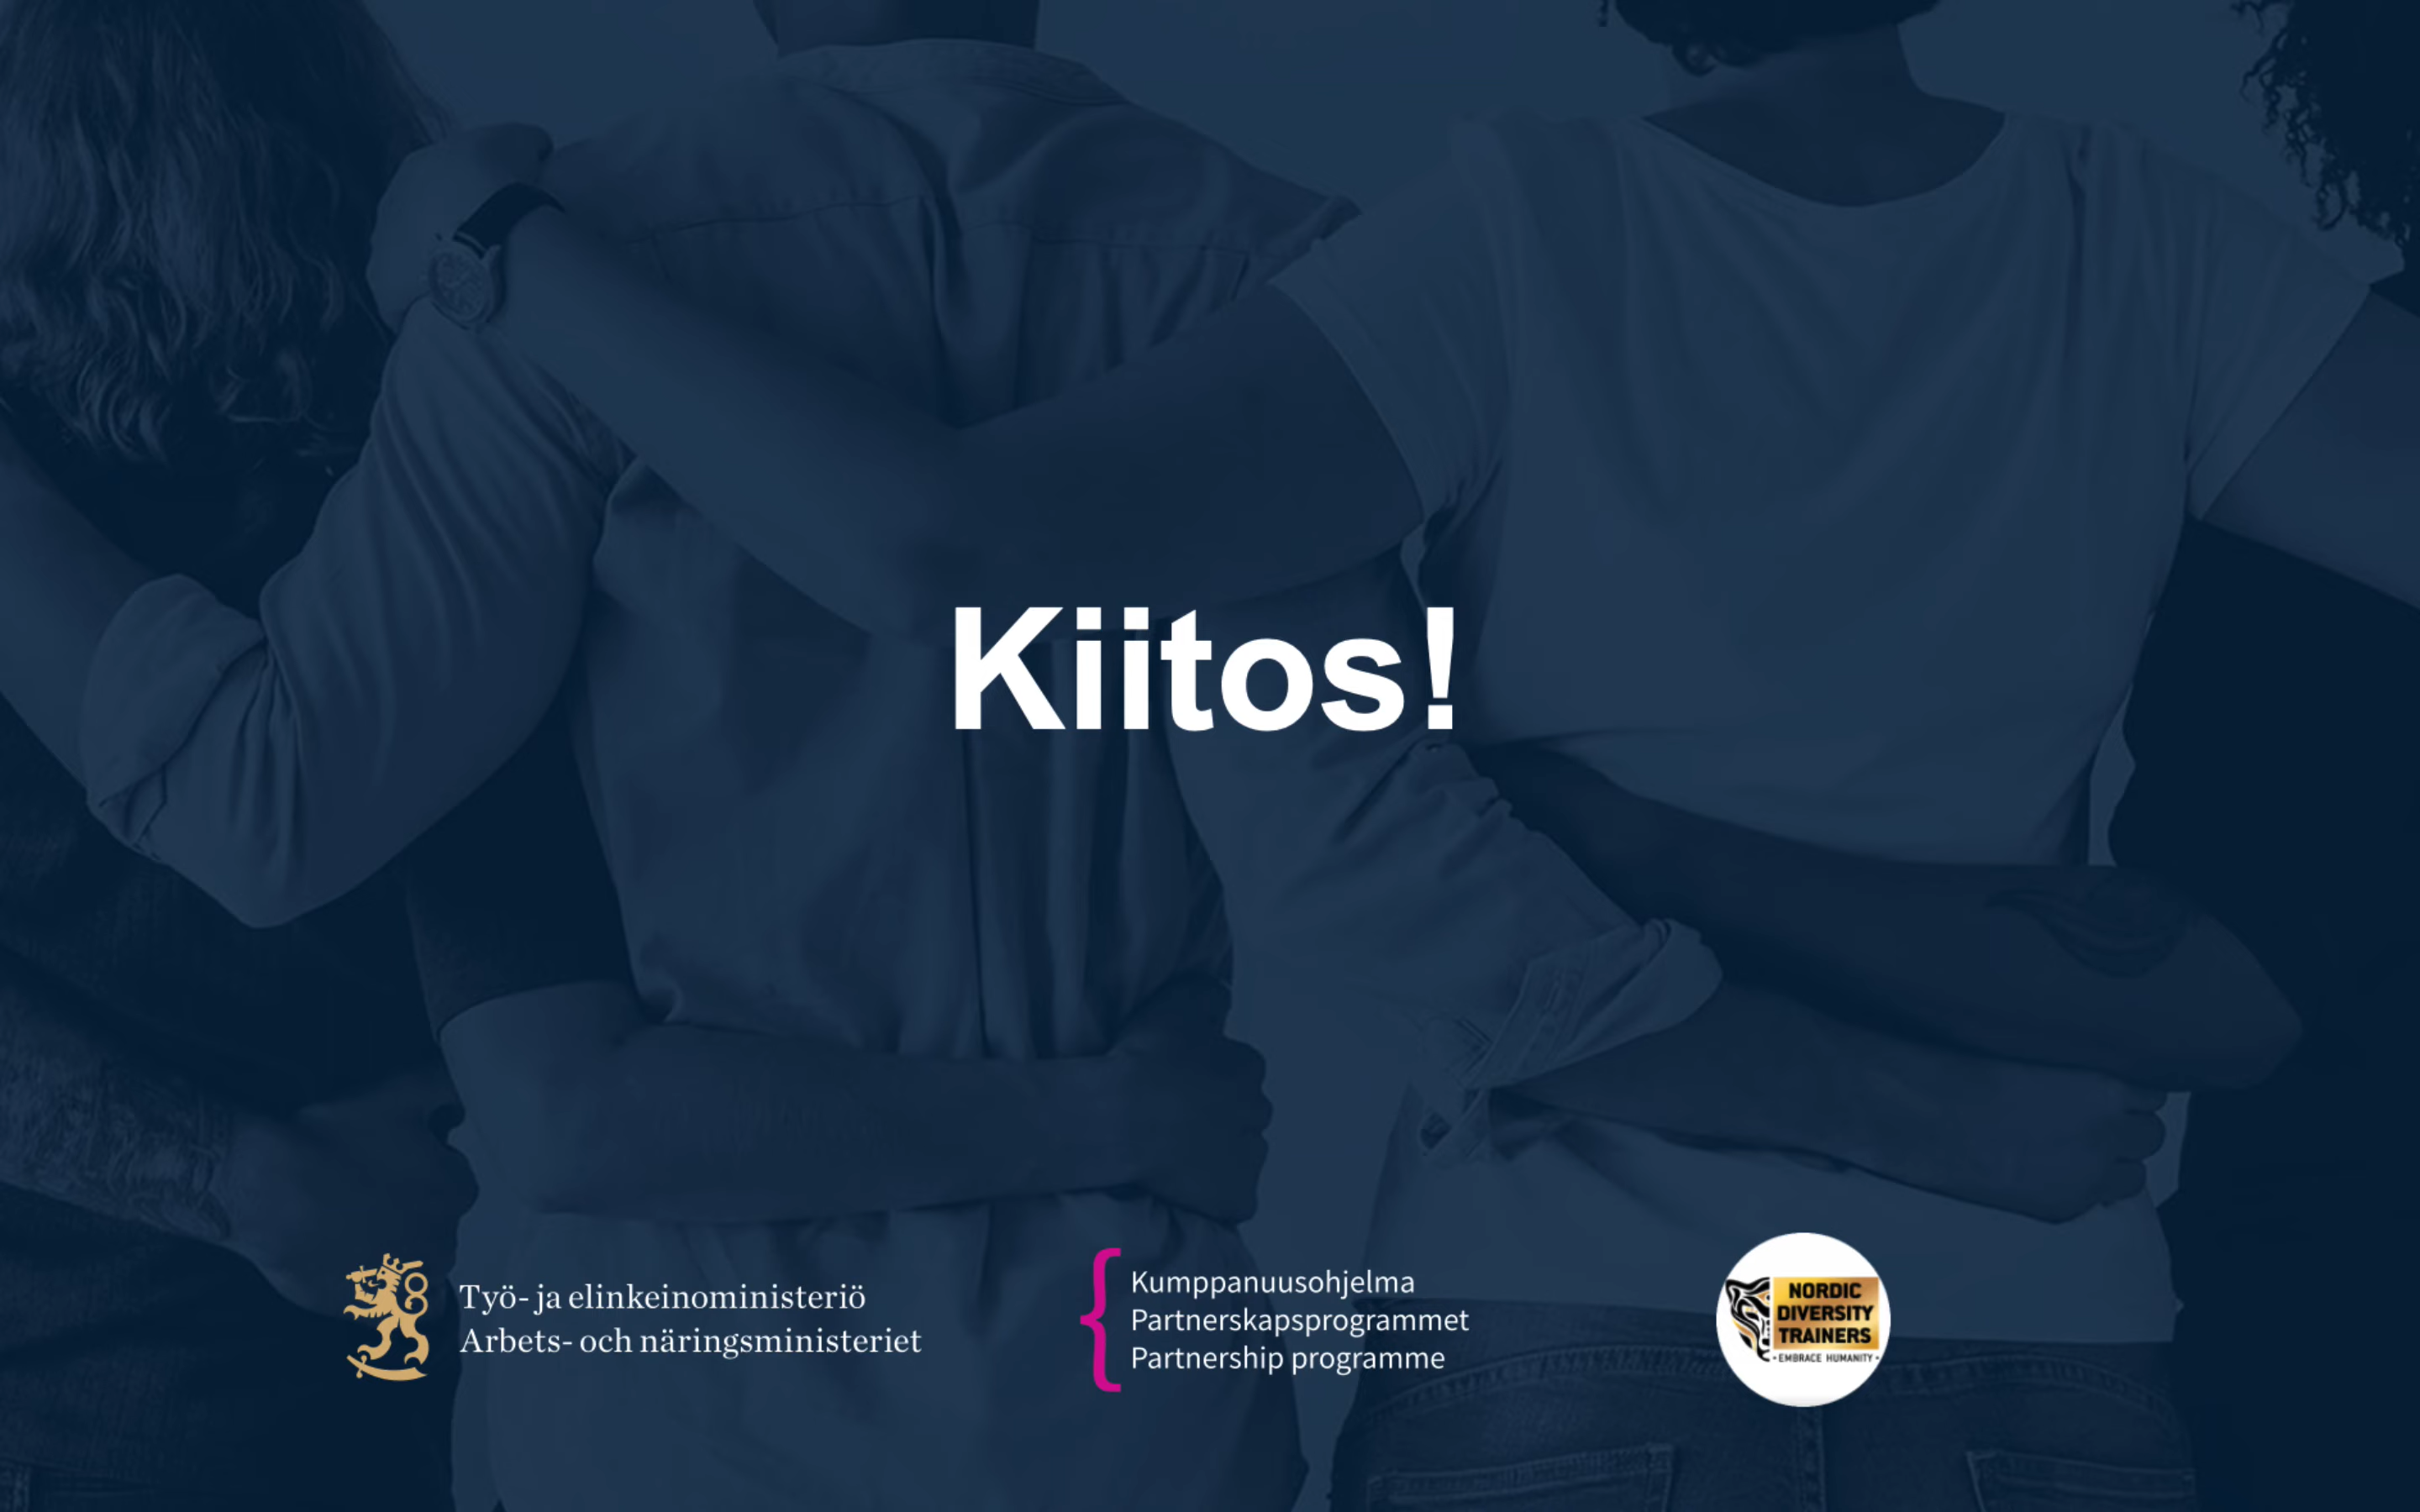 Kiitos!
Työ- ja elinkeinoministeriö
Arbets- och näringsministeriet
Kumppanuusohjelma
Partnerskapsprogrammet
Partnership programme
NORDIC
DIVERSITY
TRAINERS
• EMBRACE HUMANITY •